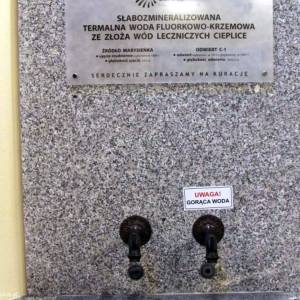 SŁABOZMINERALIZOWANA
TERMALNA WODA FLUORKOWO-KRZEMOWA
ZE ZŁOŻA WÓD LECZNICZYCH CIEPLICE
ŹRÓDŁO MARYSIEŃKA
ODWIERT C-1
SERDECZNIE ZAPRASZAMY NA KURACJĘ
UWAGA!
GORĄCA WODA